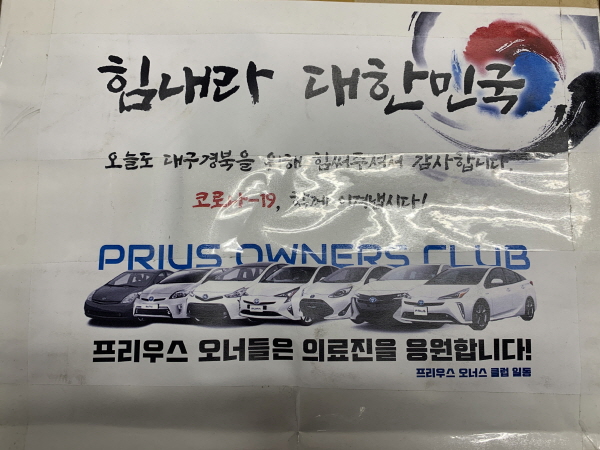 힘내라 대한민국
오늘도 대구경북을 위해 힘써주셔서 감사합니다.
코로나-19, 함께 이겨냅시다!
PRIUS OWNERS CLUB
프리우스 오너들은 의료진을 응원합니다!
프리우스 오너스 클럽 일동